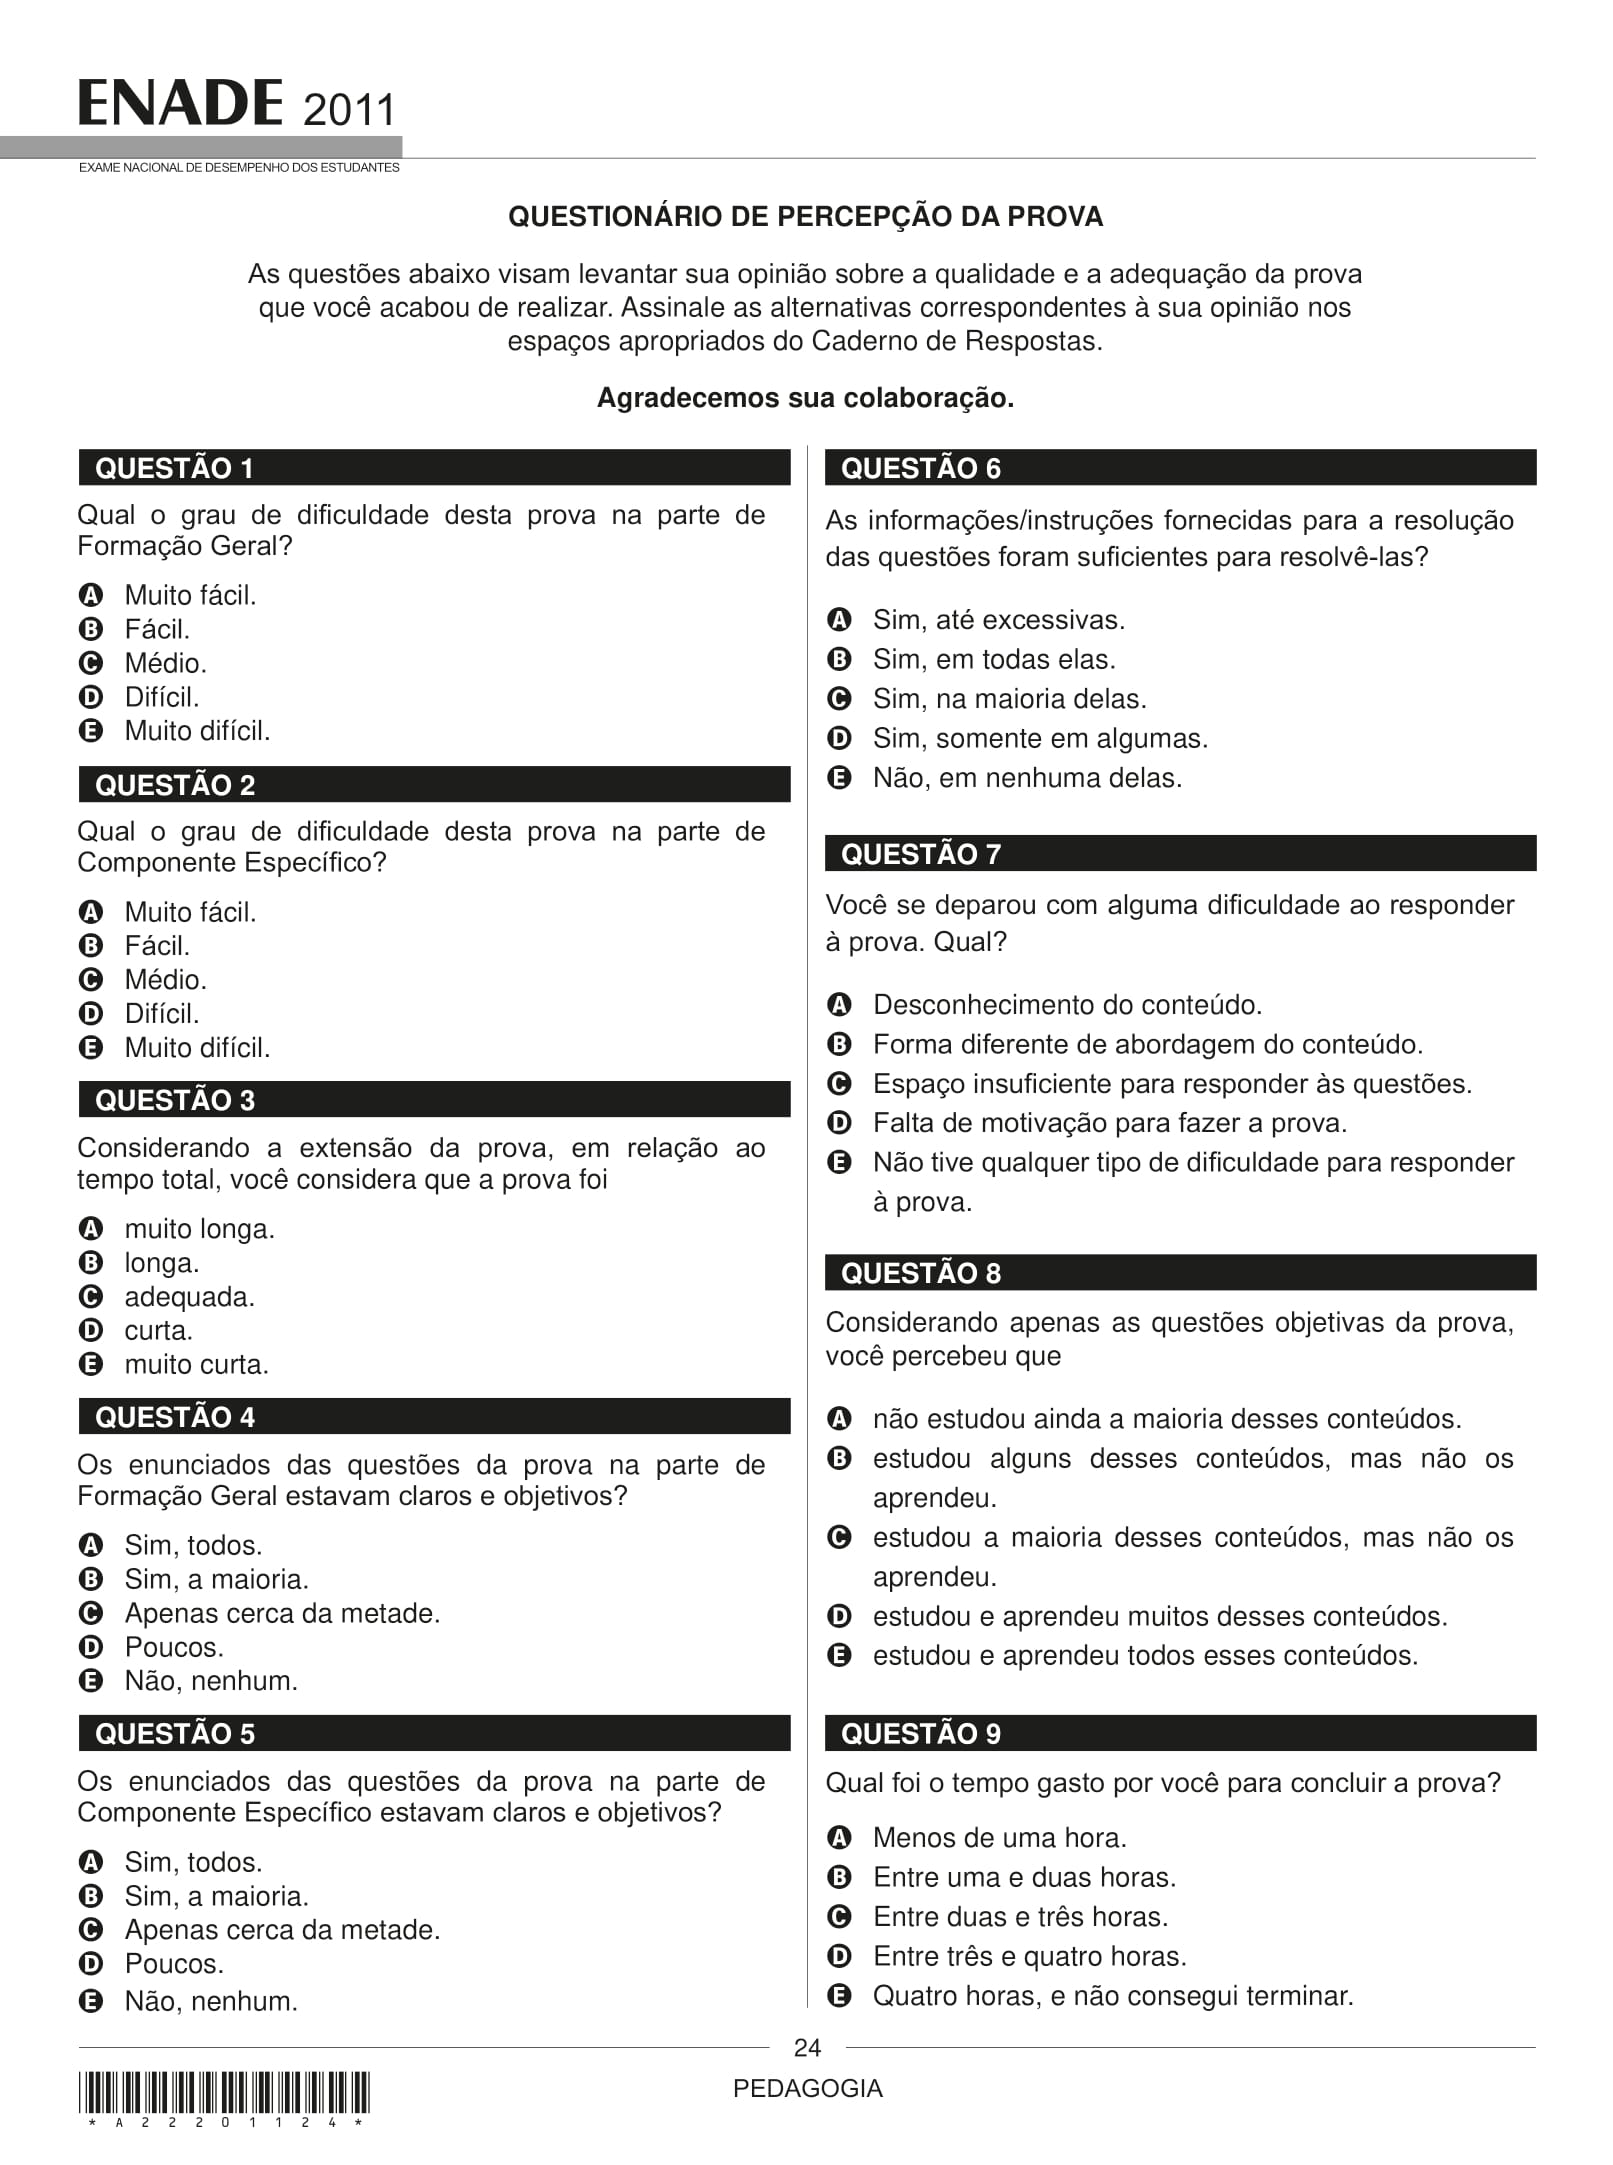 ENADE 2011
EXAME NACIONAL DE DESEMPENHO DOS ESTUDANTES
QUESTIONÁRIO DE PERCEPÇÃO DA PROVA
As questões abaixo visam levantar sua opinião sobre a qualidade e a adequação da prova
que você acabou de realizar. Assinale as alternativas correspondentes à sua opinião nos
espaços apropriados do Caderno de Respostas.
Agradecemos sua colaboração.
QUESTÃO 1
Qual o grau de dificuldade desta prova na parte de
Formação Geral?
A Muito fácil.
B Fácil.
C Médio.
D Difícil.
E Muito difícil.
QUESTÃO 2
Qual o grau de dificuldade desta prova na parte de
Componente Específico?
A Muito fácil.
B Fácil.
C Médio.
D Difícil.
E Muito difícil.
QUESTÃO 3
Considerando a extensão da prova, em relação ao
tempo total, você considera que a prova foi
A muito longa.
B longa.
C adequada.
D curta.
E muito curta.
QUESTÃO 4
Os enunciados das questões da prova na parte de
Formação Geral estavam claros e objetivos?
A Sim, todos.
B Sim, a maioria.
C Apenas cerca da metade.
D Poucos.
E Não, nenhum.
QUESTÃO 5
Os enunciados das questões da prova na parte de
Componente Específico estavam claros e objetivos?
A Sim, todos.
B Sim, a maioria.
C Apenas cerca da metade.
D Poucos.
E Não, nenhum.
QUESTÃO 6
As informações/instruções fornecidas para a resolução
das questões foram suficientes para resolvê-las?
A Sim, até excessivas.
B Sim, em todas elas.
C Sim, na maioria delas.
D Sim, somente em algumas.
E Não, em nenhuma delas.
QUESTÃO 7
Você se deparou com alguma dificuldade ao responder
à prova. Qual?
A Desconhecimento do conteúdo.
B Forma diferente de abordagem do conteúdo.
C Espaço insuficiente para responder às questões.
D Falta de motivação para fazer a prova.
E Não tive qualquer tipo de dificuldade para responder
à prova.
QUESTÃO 8
Considerando apenas as questões objetivas da prova,
você percebeu que
A não estudou ainda a maioria desses conteúdos.
B estudou alguns desses conteúdos, mas não os
aprendeu.
C estudou a maioria desses conteúdos, mas não os
aprendeu.
D estudou e aprendeu muitos desses conteúdos.
E estudou e aprendeu todos esses conteúdos.
QUESTÃO 9
Qual foi o tempo gasto por você para concluir a prova?
A Menos de uma hora.
B Entre uma e duas horas.
C Entre duas e três horas.
D Entre três e quatro horas.
E Quatro horas, e não consegui terminar.
24
PEDAGOGIA
* A 2 2 2 0 1 1 2 4 *